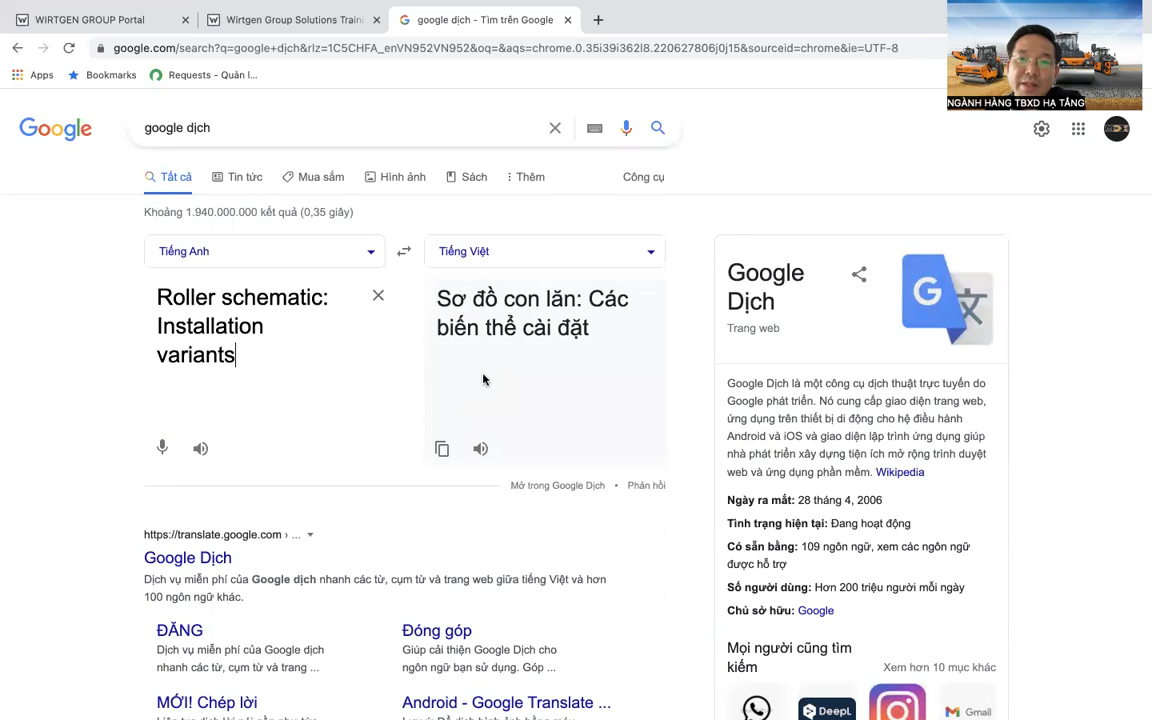 WIRTGEN GROUP Portal
Wirtgen Group Solutions Traini
google dịch - Tìm trên Google
google.com/search?q=google+dịch&rlz=1C5CHFA_enVN952VN952&oq=&aqs=chrome.0.35i39i362l8.220627806j0j15&sourceid=chrome&ie=UTF-8
Apps
Bookmarks
Requests - Quản l...
NGÀNH HÀNG TBXD HẠ TẦNG
Google
google dịch
Tất cả
Tin tức
Mua sắm
Hình ảnh
Sách
Thêm
Công cụ
Khoảng 1.940.000.000 kết quả (0,35 giây)
Tiếng Anh
Tiếng Việt
Roller schematic:
Installation
variants
Sơ đồ con lăn: Các
biến thể cài đặt
Mở trong Google Dịch • Phản hồi
https://translate.google.com › ...
Google Dịch
Dịch vụ miễn phí của Google dịch nhanh các từ, cụm từ và trang web giữa tiếng Việt và hơn
100 ngôn ngữ khác.
ĐĂNG
Dịch vụ miễn phí của Google dịch
nhanh các từ, cụm từ và trang ...
Đóng góp
Giúp cải thiện Google Dịch cho
ngôn ngữ bạn sử dụng. Góp ...
MỚI! Chép lời
Android - Google Translate ...
Google
Dịch
Trang web
Google Dịch là một công cụ dịch thuật trực tuyến do
Google phát triển. Nó cung cấp giao diện trang web,
ứng dụng trên thiết bị di động cho hệ điều hành
Android và iOS và giao diện lập trình ứng dụng giúp
nhà phát triển xây dựng tiện ích mở rộng trình duyệt
web và ứng dụng phần mềm. Wikipedia
Ngày ra mắt: 28 tháng 4, 2006
Tình trạng hiện tại: Đang hoạt động
Có sẵn bằng: 109 ngôn ngữ, xem các ngôn ngữ
được hỗ trợ
Số người dùng: Hơn 200 triệu người mỗi ngày
Chủ sở hữu: Google
Mọi người cũng tìm
kiếm
Xem hơn 10 mục khác
DeepL
Gmail